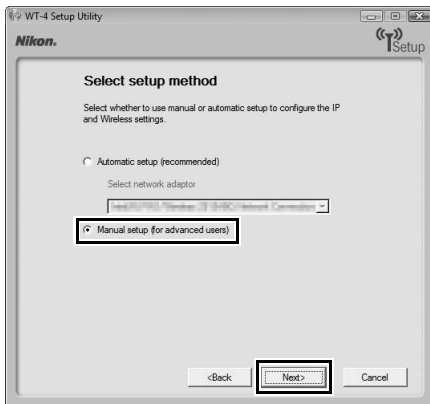 WT-4 Setup Utility
Nikon.
Setup
Select setup method
Select whether to use manual or automatic setup to configure the IP
and Wireless settings.
Automatic setup (recommended)
Select network adaptor
Manual setup (for advanced users)
<Back
Next>
Cancel